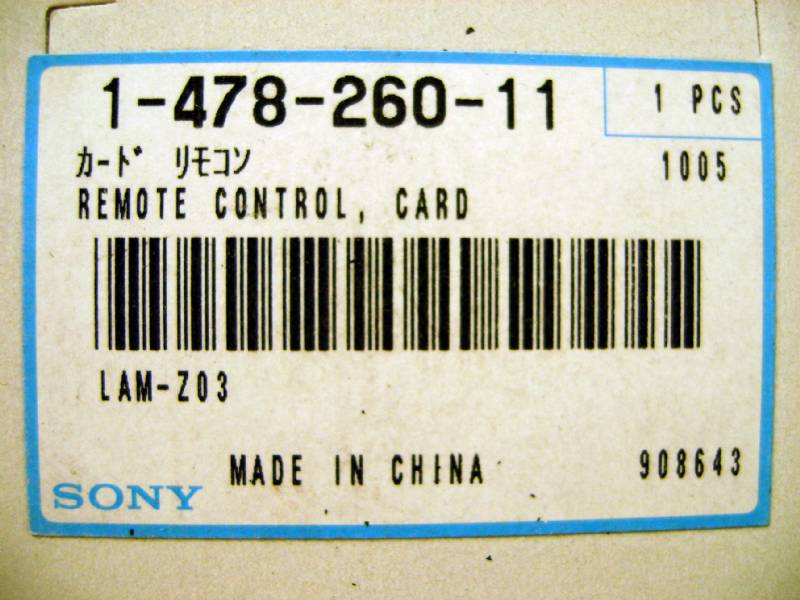 1-478-260-11
1 PCS
ｶｰﾄﾞ ﾘﾓｺﾝ
1005
REMOTE CONTROL, CARD
LAM-Z03
MADE IN CHINA
908643
SONY